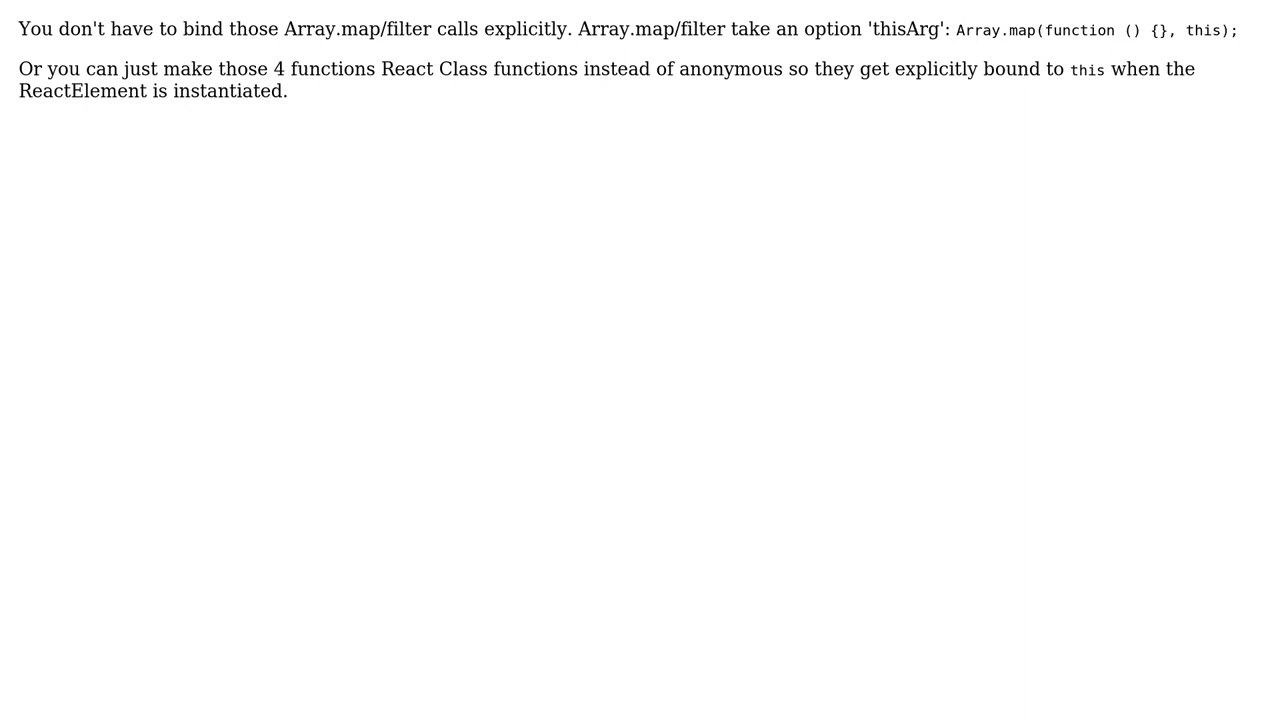 You don't have to bind those Array.map/filter calls explicitly. Array.map/filter take an option 'thisArg': Array.map(function () {}, this);
Or you can just make those 4 functions React Class functions instead of anonymous so they get explicitly bound to this when the
ReactElement is instantiated.